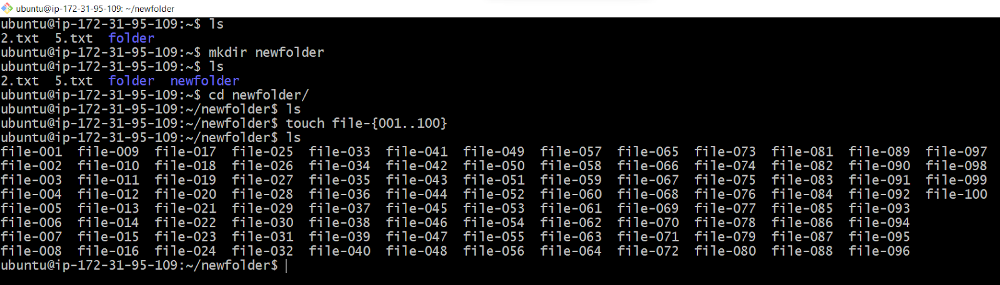 ubuntu@ip-172-31-95-109: ~/newfolder
ubuntu@ip-172-31-95-109:~$ ls
2.txt  5.txt  folder
ubuntu@ip-172-31-95-109:~$ mkdir newfolder
ubuntu@ip-172-31-95-109:~$ ls
2.txt  5.txt  folder  newfolder
ubuntu@ip-172-31-95-109:~$ cd newfolder/
ubuntu@ip-172-31-95-109:~/newfolder$ ls
ubuntu@ip-172-31-95-109:~/newfolder$ touch file-{001..100}
ubuntu@ip-172-31-95-109:~/newfolder$ ls
file-001  file-009  file-017  file-025  file-033  file-041  file-049  file-057  file-065  file-073  file-081  file-089  file-097
file-002  file-010  file-018  file-026  file-034  file-042  file-050  file-058  file-066  file-074  file-082  file-090  file-098
file-003  file-011  file-019  file-027  file-035  file-043  file-051  file-059  file-067  file-075  file-083  file-091  file-099
file-004  file-012  file-020  file-028  file-036  file-044  file-052  file-060  file-068  file-076  file-084  file-092  file-100
file-005  file-013  file-021  file-029  file-037  file-045  file-053  file-061  file-069  file-077  file-085  file-093
file-006  file-014  file-022  file-030  file-038  file-046  file-054  file-062  file-070  file-078  file-086  file-094
file-007  file-015  file-023  file-031  file-039  file-047  file-055  file-063  file-071  file-079  file-087  file-095
file-008  file-016  file-024  file-032  file-040  file-048  file-056  file-064  file-072  file-080  file-088  file-096
ubuntu@ip-172-31-95-109:~/newfolder$